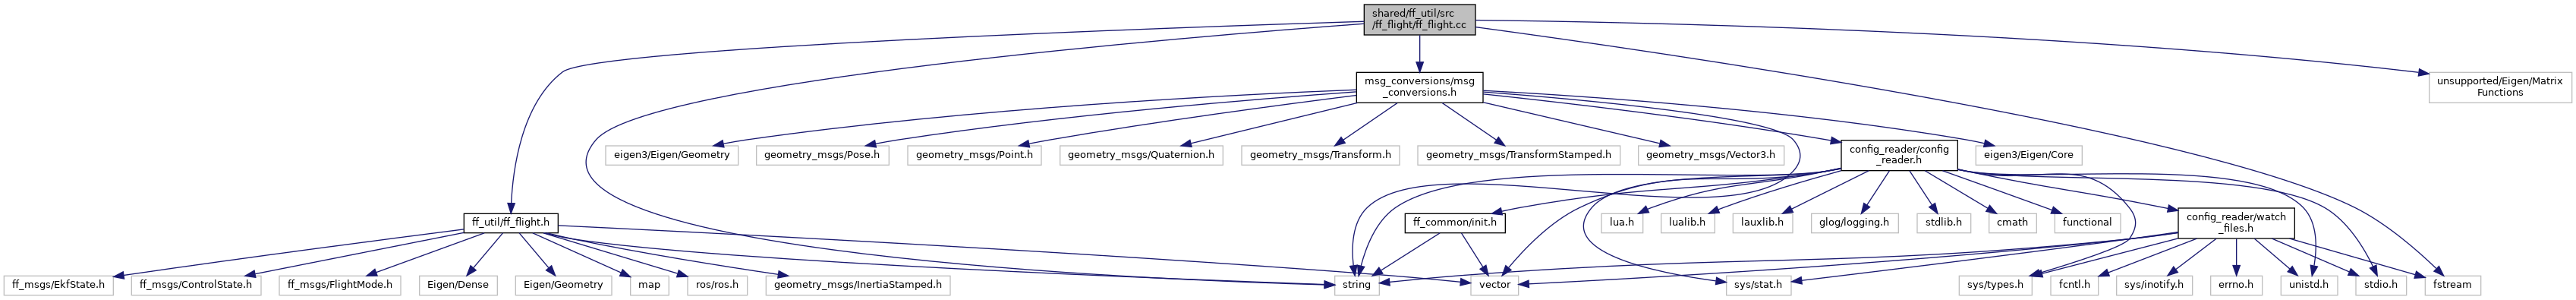 shared/ff_util/src
/ff_flight/ff_flight.cc
msg_conversions/msg
_conversions.h
unsupported/Eigen/Matrix
Functions
eigen3/Eigen/Geometry
geometry_msgs/Pose.h
geometry_msgs/Point.h
geometry_msgs/Quaternion.h
geometry_msgs/Transform.h
geometry_msgs/TransformStamped.h
geometry_msgs/Vector3.h
config_reader/config
_reader.h
eigen3/Eigen/Core
ff_util/ff_flight.h
ff_common/init.h
lua.h
lualib.h
lauxlib.h
glog/logging.h
stdlib.h
cmath
functional
config_reader/watch
_files.h
ff_msgs/EkfState.h
ff_msgs/ControlState.h
ff_msgs/FlightMode.h
Eigen/Dense
Eigen/Geometry
map
ros/ros.h
geometry_msgs/InertiaStamped.h
string
vector
sys/stat.h
sys/types.h
fcntl.h
sys/inotify.h
errno.h
unistd.h
stdio.h
fstream